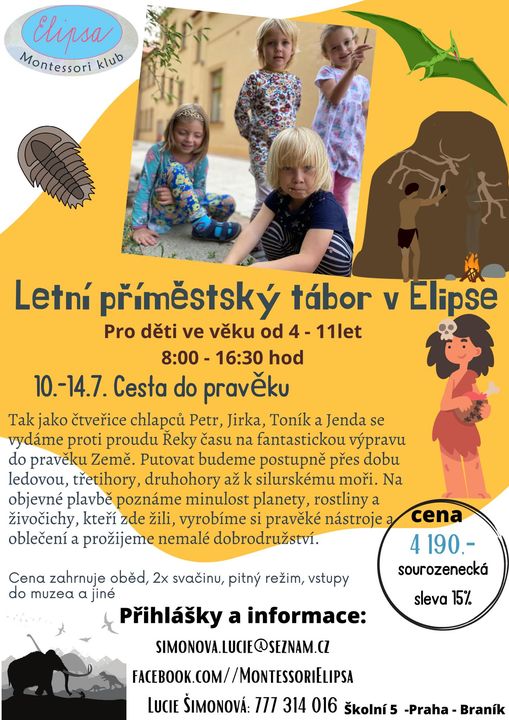 Elipsa
Montessori klub
Letní příměstský tábor v Elipse
Pro děti ve věku od 4 - 11let
8:00 - 16:30 hod
10.-14.7. Cesta do pravěku
Tak jako čtveřice chlapců Petr, Jirka, Toník a Jenda se
vydáme proti proudu Řeky času na fantastickou výpravu
do pravěku Země. Putovat budeme postupně přes dobu
ledovou, třetihory, druhohory až k silurskému moři. Na
objevné plavbě poznáme minulost planety, rostliny a
živočichy, kteří zde žili, vyrobíme si pravěké nástroje a
oblečení a prožijeme nemalé dobrodružství.
cena
4 190.-
sourozenecká
sleva 15%
Cena zahrnuje oběd, 2x svačinu, pitný režim, vstupy
do muzea a jiné
Přihlášky a informace:
simonova.lucie@seznam.cz
facebook.com//MontessoriElipsa
Lucie Šimonová: 777 314 016
Školní 5 -Praha - Braník